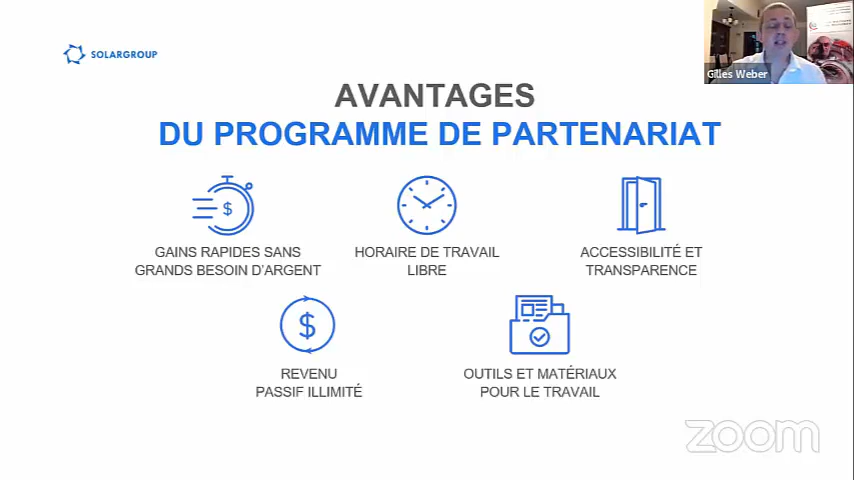 SOLARGROUP
Gilles Weber
AVANTAGES
DU PROGRAMME DE PARTENARIAT
GAINS RAPIDES SANS
GRANDS BESOIN D'ARGENT
HORAIRE DE TRAVAIL
LIBRE
ACCESSIBILITÉ ET
TRANSPARENCE
REVENU
PASSIF ILLIMITÉ
OUTILS ET MATÉRIAUX
POUR LE TRAVAIL
zoom